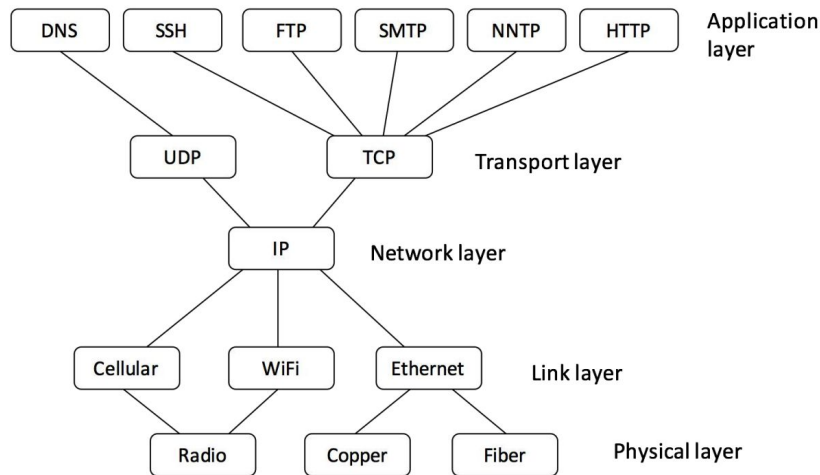 DNS
SSH
FTP
SMTP
NNTP
HTTP
Application
layer
UDP
TCP
Transport layer
IP
Network layer
Cellular
WiFi
Ethernet
Link layer
Radio
Copper
Fiber
Physical layer